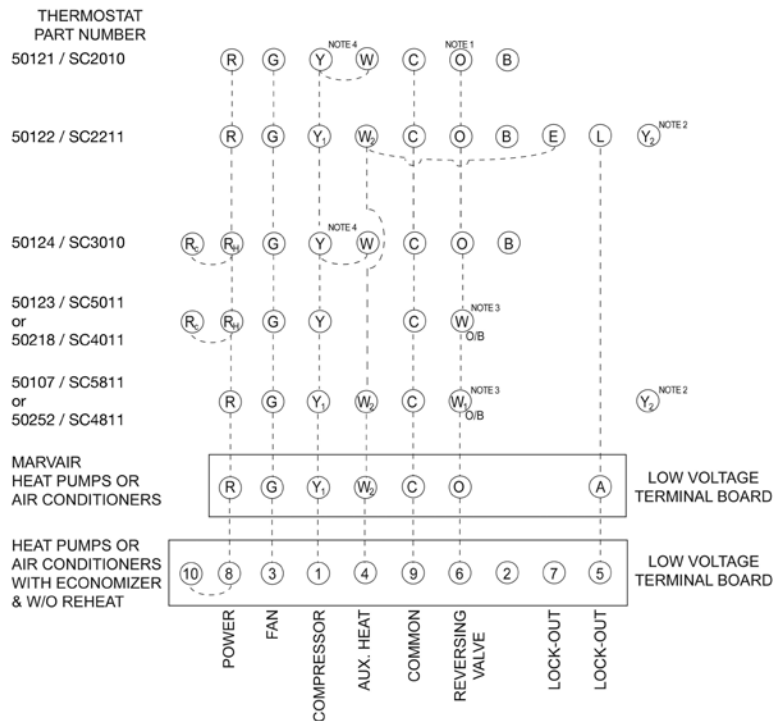 THERMOSTAT
PART NUMBER
50121 / SC2010 R G Y NOTE 4 W C O NOTE 1 B
50122 / SC2211 R G Y1 W2 C O B E L Y2 NOTE 2
50124 / SC3010 Rc RH G Y NOTE 4 W C O B
50123 / SC5011
or
50218 / SC4011
Rc RH G Y C W NOTE 3
O/B
50107 / SC5811
or
50252 / SC4811
R G Y1 W2 C W1 NOTE 3 Y2 NOTE 2
O/B
MARVAIR
HEAT PUMPS OR
AIR CONDITIONERS
R G Y1 W2 C O A
LOW VOLTAGE
TERMINAL BOARD
HEAT PUMPS OR
AIR CONDITIONERS
WITH ECONOMIZER
& W/O REHEAT
10 8 3 1 4 9 6 2 7 5
LOW VOLTAGE
TERMINAL BOARD
POWER
FAN
COMPRESSOR
AUX. HEAT
COMMON
REVERSING
VALVE
LOCK-OUT
LOCK-OUT